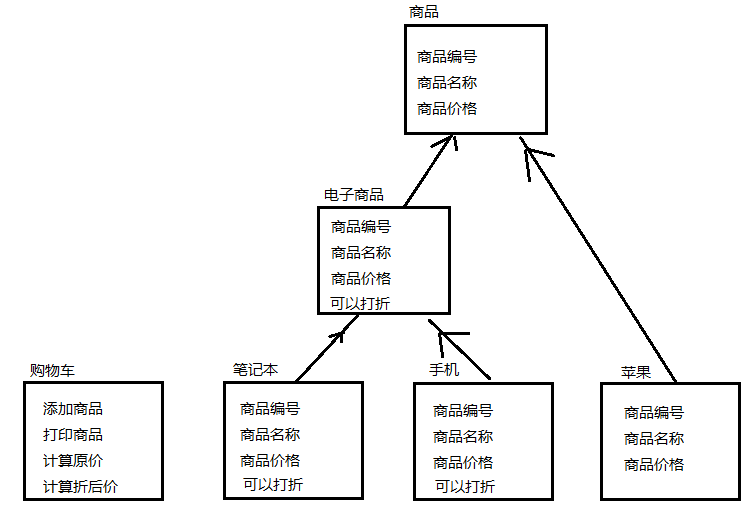 商品
商品编号
商品名称
商品价格
电子商品
商品编号
商品名称
商品价格
可以打折
购物车
添加商品
打印商品
计算原价
计算折后价
笔记本
商品编号
商品名称
商品价格
可以打折
手机
商品编号
商品名称
商品价格
可以打折
苹果
商品编号
商品名称
商品价格